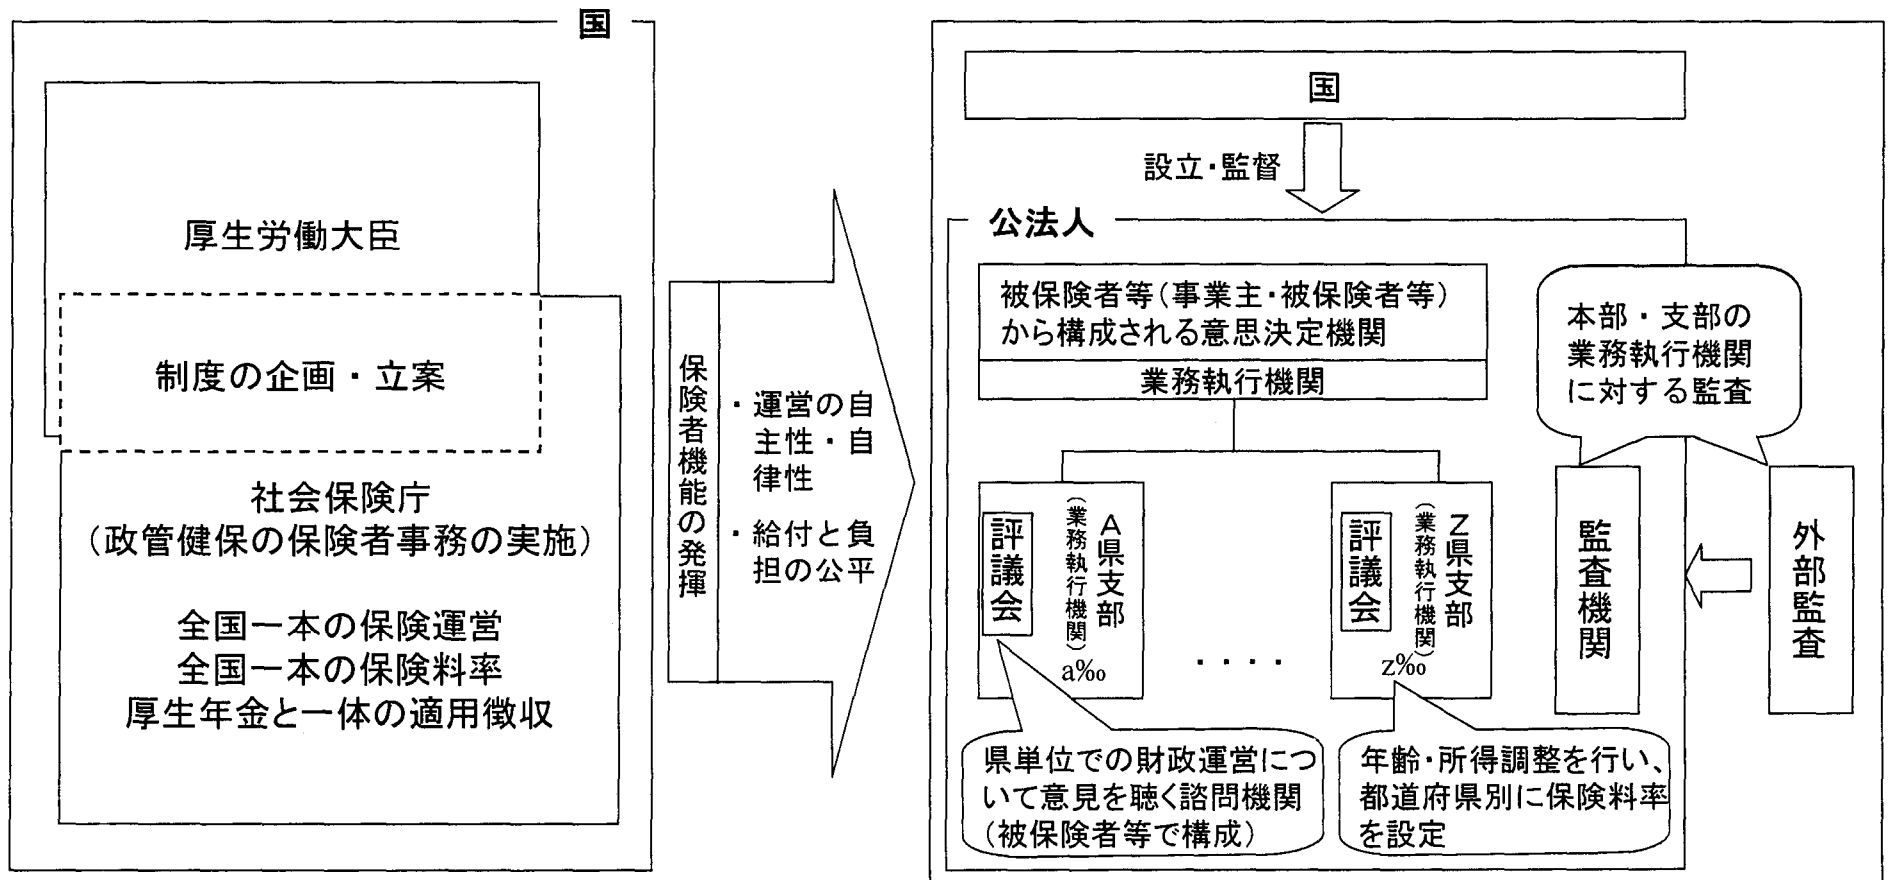 国
厚生労働大臣
制度の企画・立案
社会保険庁
(政管健保の保険者事務の実施)
全国一本の保険運営
全国一本の保険料率
厚生年金と一体の適用徴収
保険者機能の発揮
・運営の自
主性・自
律性
・給付と負
担の公平
国
設立・監督
公法人
被保険者等(事業主・被保険者等)
から構成される意思決定機関
業務執行機関
本部・支部の
業務執行機関
に対する監査
A県支部
(業務執行機関)
評議会
a‰
・・・・
Z県支部
(業務執行機関)
評議会
z‰
監査機関
外部監査
県単位での財政運営につ
いて意見を聴く諮問機関
(被保険者等で構成)
年齢・所得調整を行い、
都道府県別に保険料率
を設定